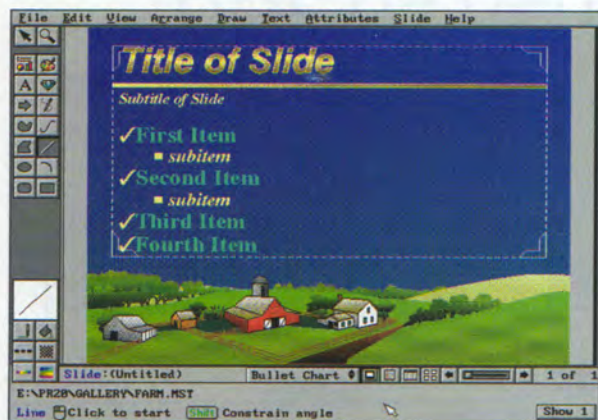 File Edit View Arrange Draw Text Attributes Slide Help
Title of Slide
Subtitle of Slide
✓First Item
▪ subitem
✓Second Item
▪ subitem
✓Third Item
✓Fourth Item
A
Slide:(Untitled) Bullet Chart 1 of 1
E:\PR20\GALLERY\FARM.MST
Line Click to start Shift Constrain angle Show 1